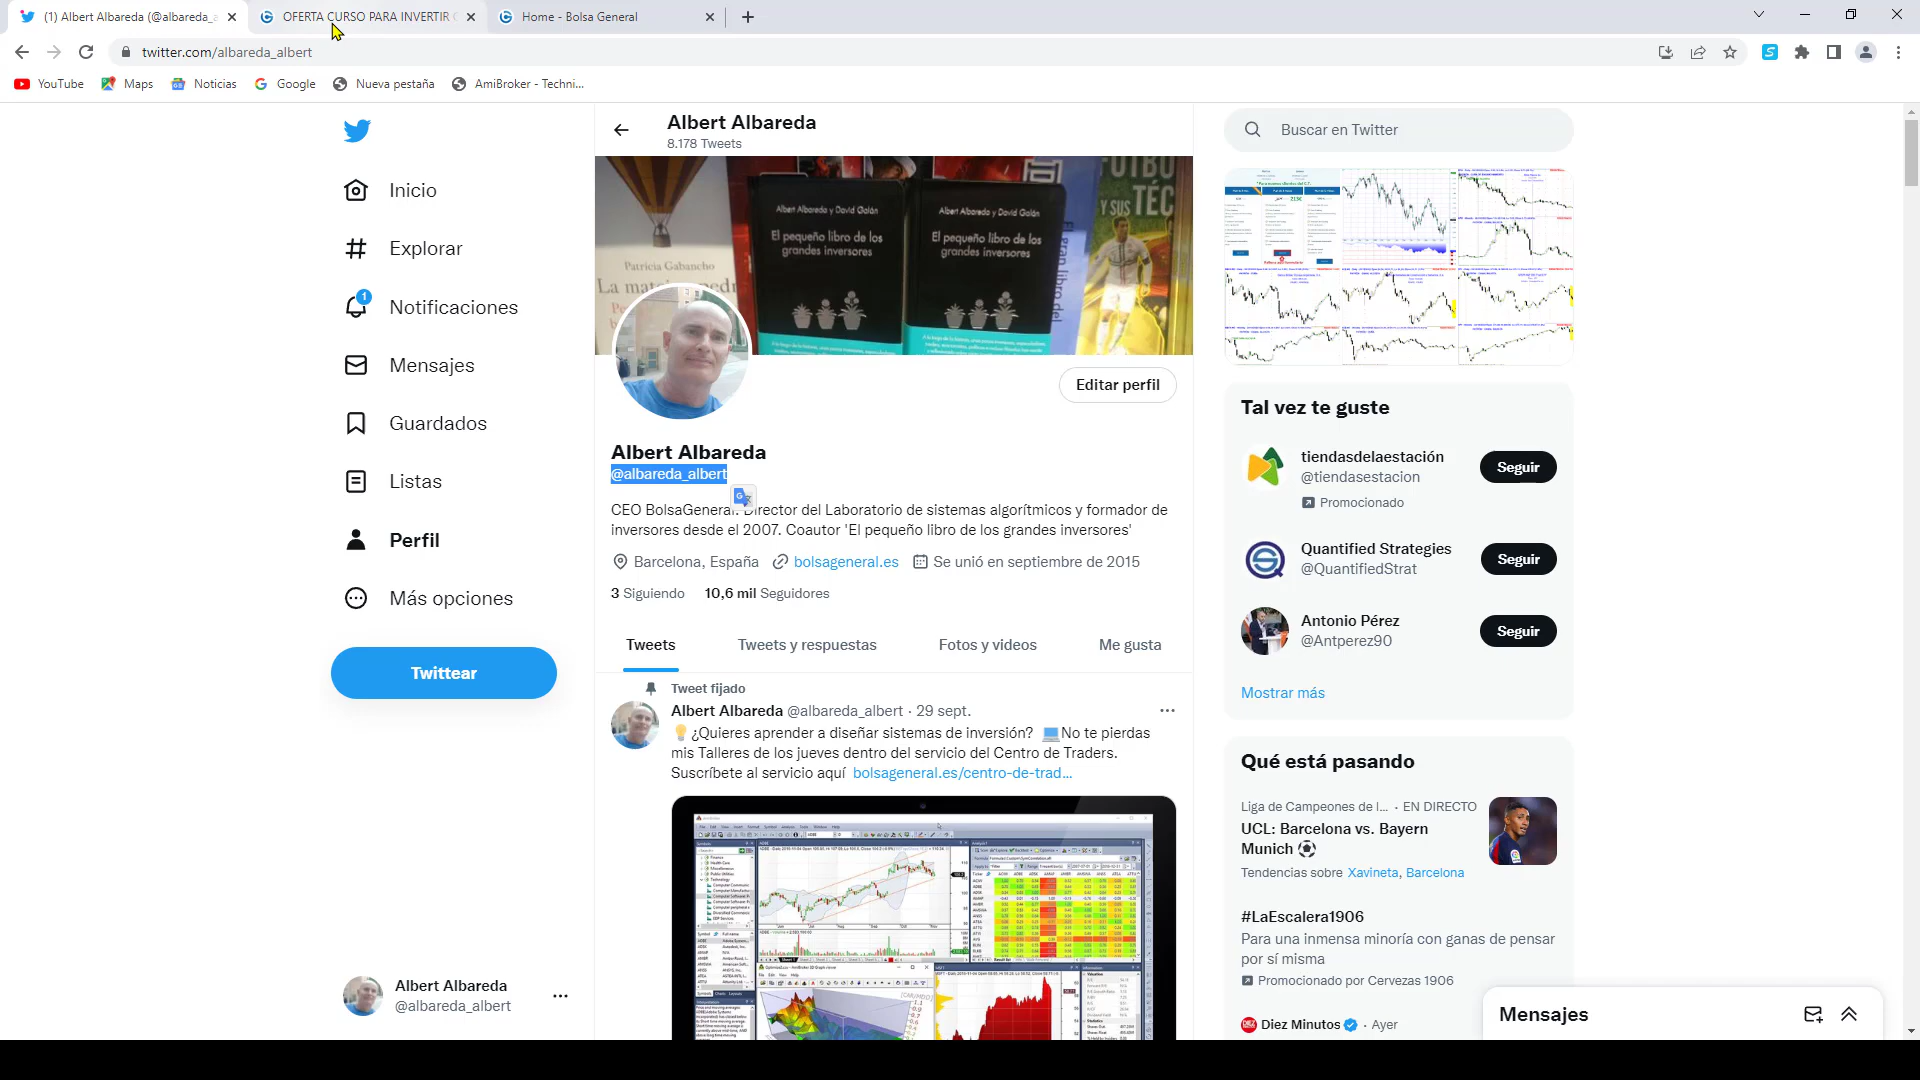 (1) Albert Albareda (@albareda_a
OFERTA CURSO PARA INVERTIR
Home - Bolsa General
twitter.com/albareda_albert
YouTube
Maps
Noticias
Google
Nueva pestaña
AmiBroker - Techni...
Albert Albareda
8.178 Tweets
Buscar en Twitter
Inicio
Explorar
1
Notificaciones
Mensajes
Guardados
Listas
Perfil
Más opciones
Twittear
Albert Albareda
@albareda_albert
Patricia Gabancho
Albert Albareda y David Galán
El pequeño libro de los
grandes inversores
Albert Albareda y David Galán
El pequeño libro de los
grandes inversores
Y SUS TÉC
Editar perfil
Albert Albareda
@albareda_albert
CEO BolsaGeneral. Director del Laboratorio de sistemas algorítmicos y formador de
inversores desde el 2007. Coautor 'El pequeño libro de los grandes inversores'
Barcelona, España
bolsageneral.es
Se unió en septiembre de 2015
3 Siguiendo
10,6 mil Seguidores
Tweets
Tweets y respuestas
Fotos y videos
Me gusta
Tweet fijado
Albert Albareda @albareda_albert · 29 sept.
¿Quieres aprender a diseñar sistemas de inversión? No te pierdas
mis Talleres de los jueves dentro del servicio del Centro de Traders.
Suscríbete al servicio aquí bolsageneral.es/centro-de-trad...
Tal vez te guste
tiendasdelaestación
@tiendasestacion
Promocionado
Seguir
Quantified Strategies
@QuantifiedStrat
Seguir
Antonio Pérez
@Antperez90
Seguir
Mostrar más
Qué está pasando
Liga de Campeones de l... · EN DIRECTO
UCL: Barcelona vs. Bayern
Munich
Tendencias sobre Xavineta, Barcelona
#LaEscalera1906
Para una inmensa minoría con ganas de pensar
por sí misma
Promocionado por Cervezas 1906
Diez Minutos · Ayer
Mensajes